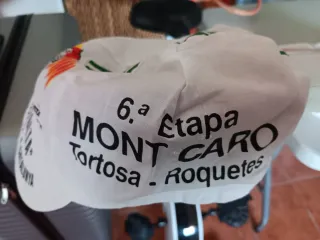 6.ª Etapa
MONT CARO
Tortosa - Roquetes